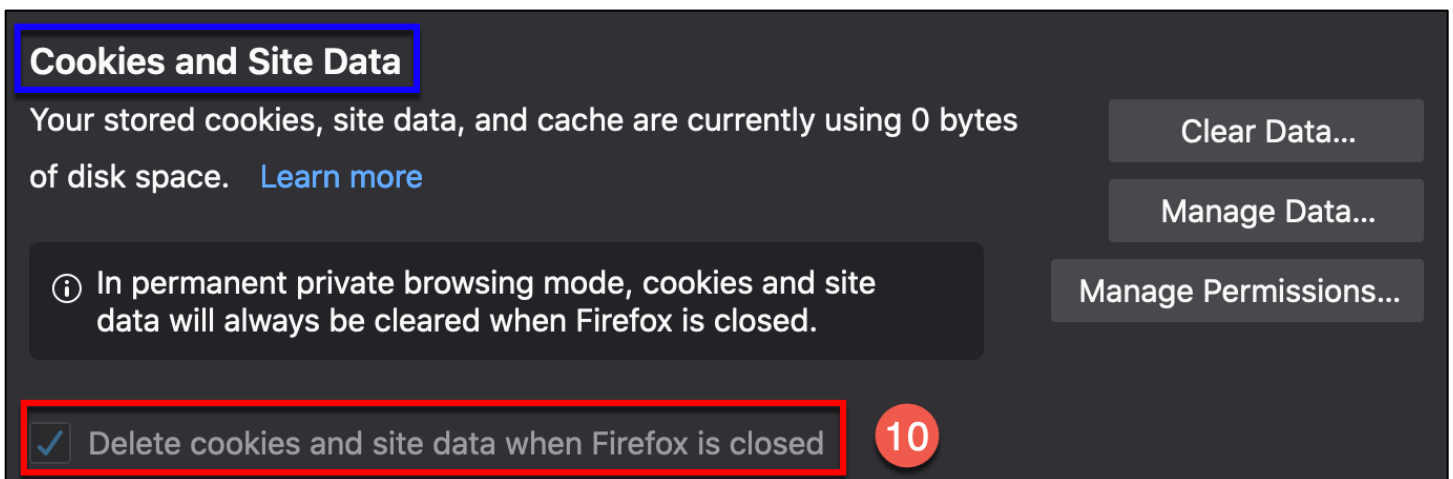 Cookies and Site Data
Your stored cookies, site data, and cache are currently using 0 bytes
of disk space. Learn more
Clear Data...
Manage Data...
Manage Permissions...
In permanent private browsing mode, cookies and site
data will always be cleared when Firefox is closed.
Delete cookies and site data when Firefox is closed
10